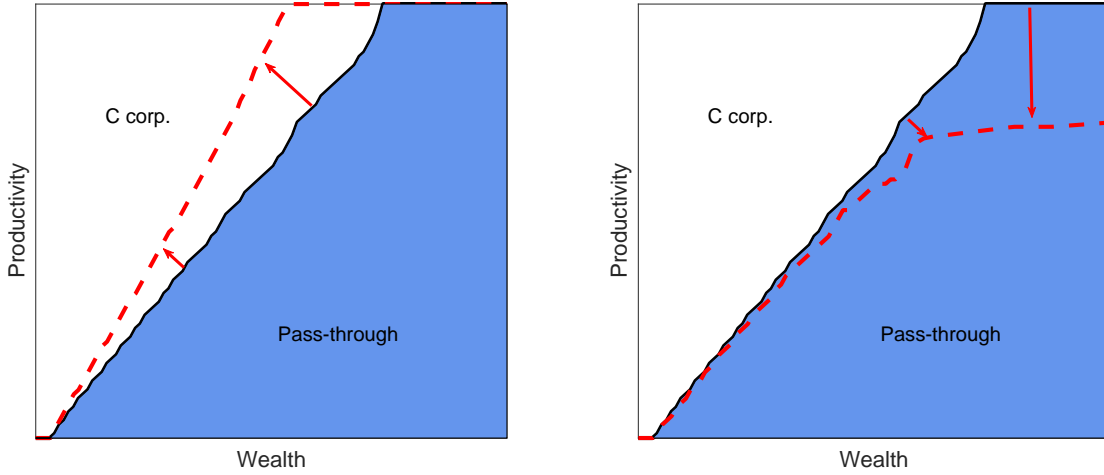 C corp.
Pass-through
Productivity
Wealth
C corp.
Pass-through
Productivity
Wealth